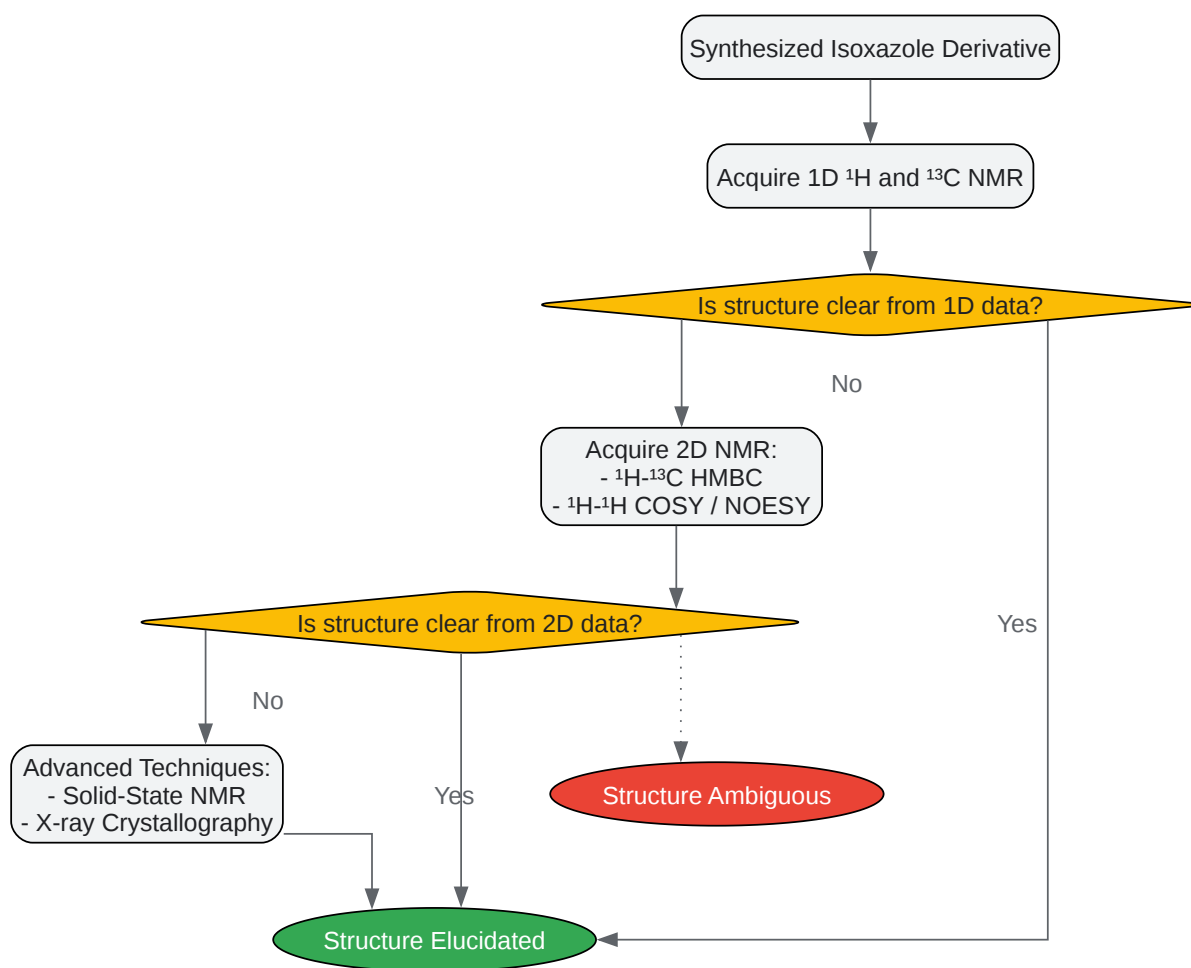 Synthesized Isoxazole Derivative
Acquire 1D ¹H and ¹³C NMR
Is structure clear from 1D data?
No
Acquire 2D NMR:
- ¹H-¹³C HMBC
- ¹H-¹H COSY / NOESY
Is structure clear from 2D data?
Yes
No
Advanced Techniques:
- Solid-State NMR
- X-ray Crystallography
Yes
Structure Ambiguous
Structure Elucidated